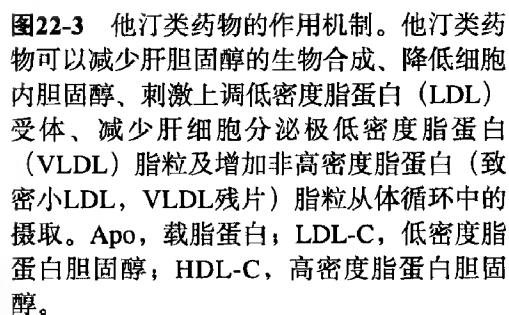 图22-3 他汀类药物的作用机制。他汀类药
物可以减少肝胆固醇的生物合成、降低细胞
内胆固醇、刺激上调低密度脂蛋白（LDL）
受体、减少肝细胞分泌极低密度脂蛋白
（VLDL）脂粒及增加非高密度脂蛋白（致
密小LDL，VLDL残片）脂粒从体循环中的
摄取。Apo，载脂蛋白；LDL-C，低密度脂
蛋白胆固醇；HDL-C，高密度脂蛋白胆固
醇。